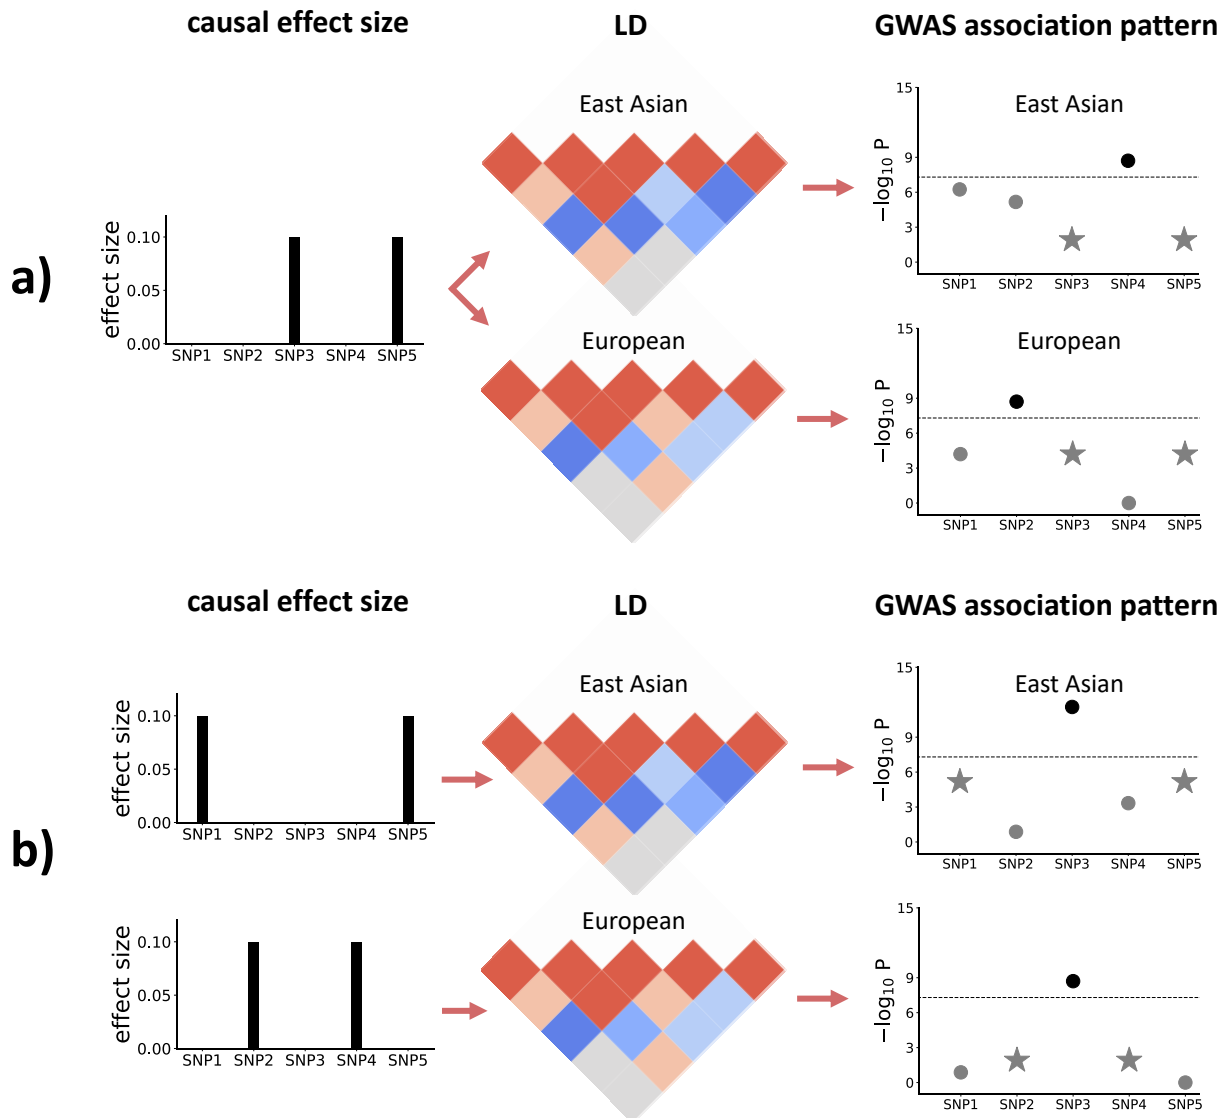 causal effect size LD GWAS association pattern
a)
effect size
0.10
0.05
0.00
SNP1 SNP2 SNP3 SNP4 SNP5
East Asian
European
East Asian
−log10 P
15
9
6
3
0
SNP1 SNP2 SNP3 SNP4 SNP5
European
−log10 P
15
9
6
3
0
SNP1 SNP2 SNP3 SNP4 SNP5
causal effect size LD GWAS association pattern
b)
effect size
0.10
0.05
0.00
SNP1 SNP2 SNP3 SNP4 SNP5
East Asian
East Asian
−log10 P
15
9
6
3
0
SNP1 SNP2 SNP3 SNP4 SNP5
effect size
0.10
0.05
0.00
SNP1 SNP2 SNP3 SNP4 SNP5
European
European
−log10 P
15
9
6
3
0
SNP1 SNP2 SNP3 SNP4 SNP5